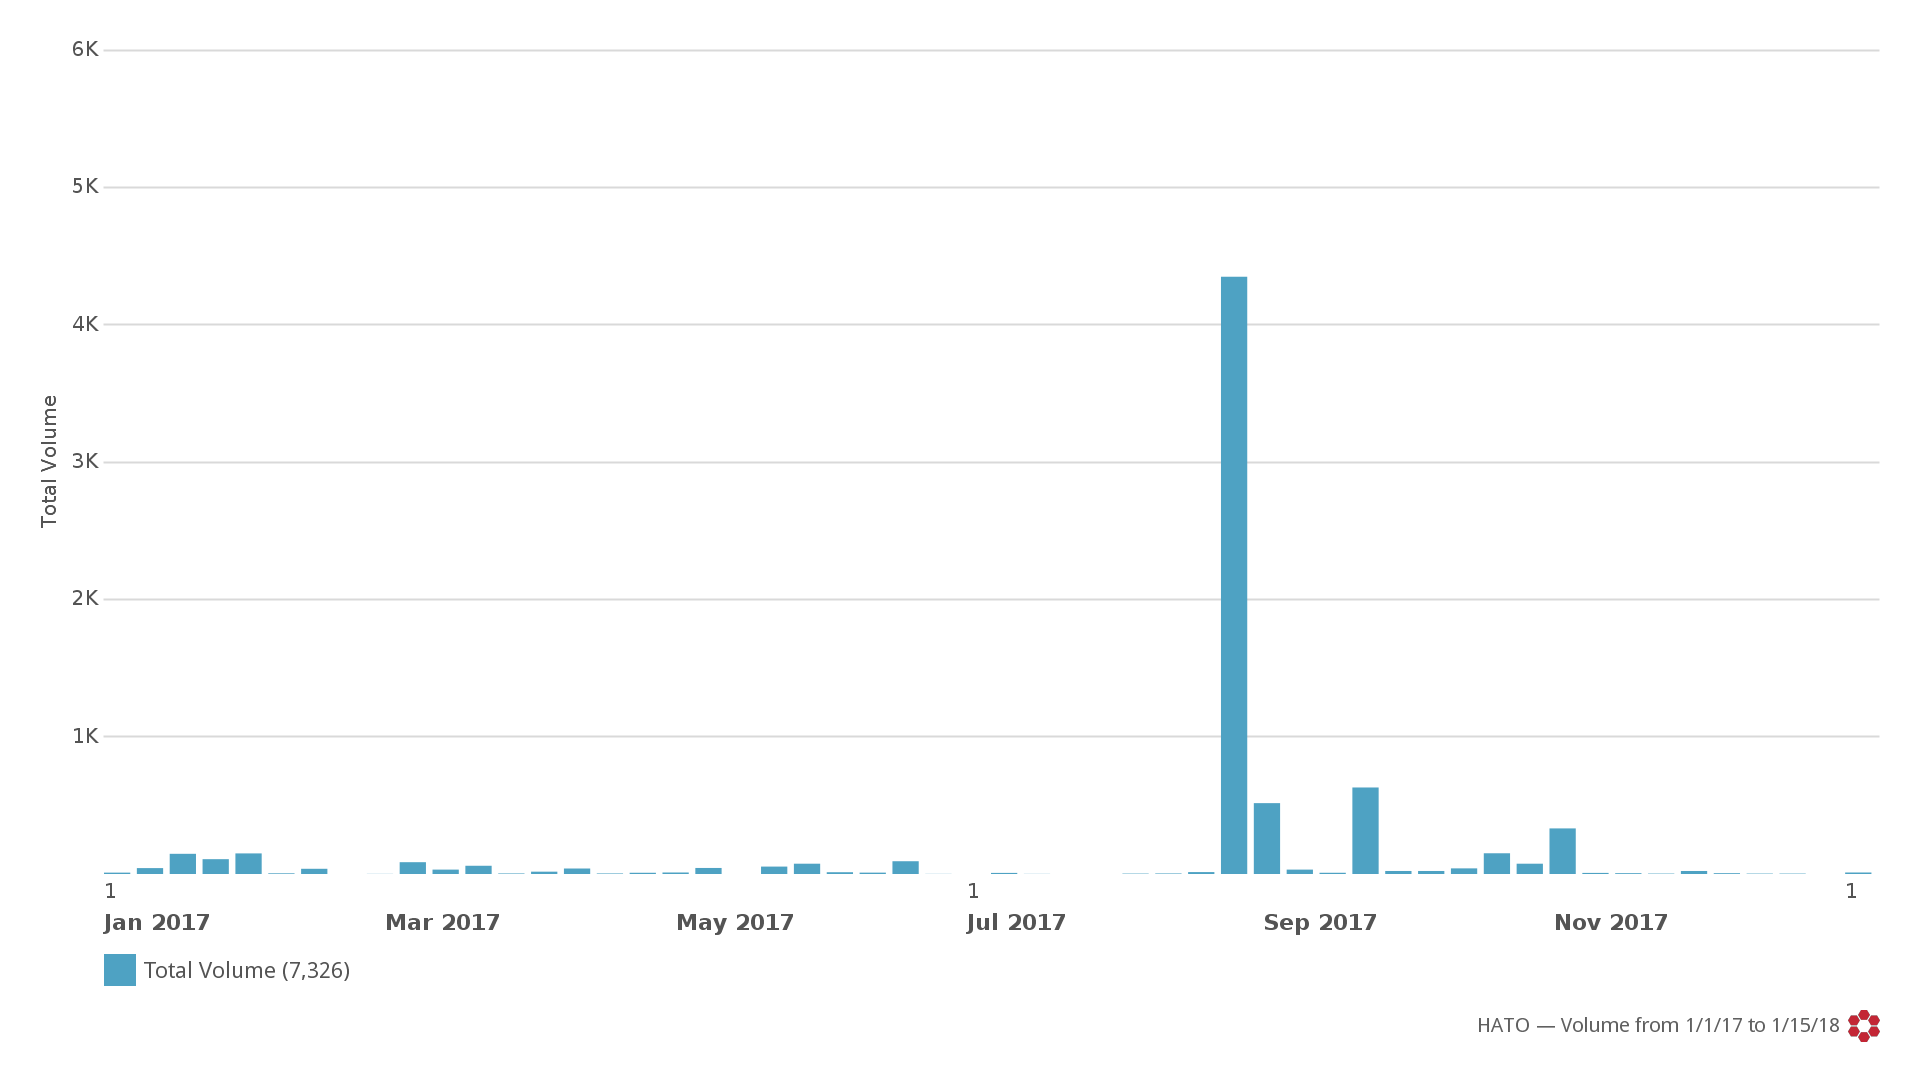 6K
5K
4K
3K
2K
1K
Total Volume
1 1 1
Jan 2017 Mar 2017 May 2017 Jul 2017 Sep 2017 Nov 2017
Total Volume (7,326)
HATO — Volume from 1/1/17 to 1/15/18